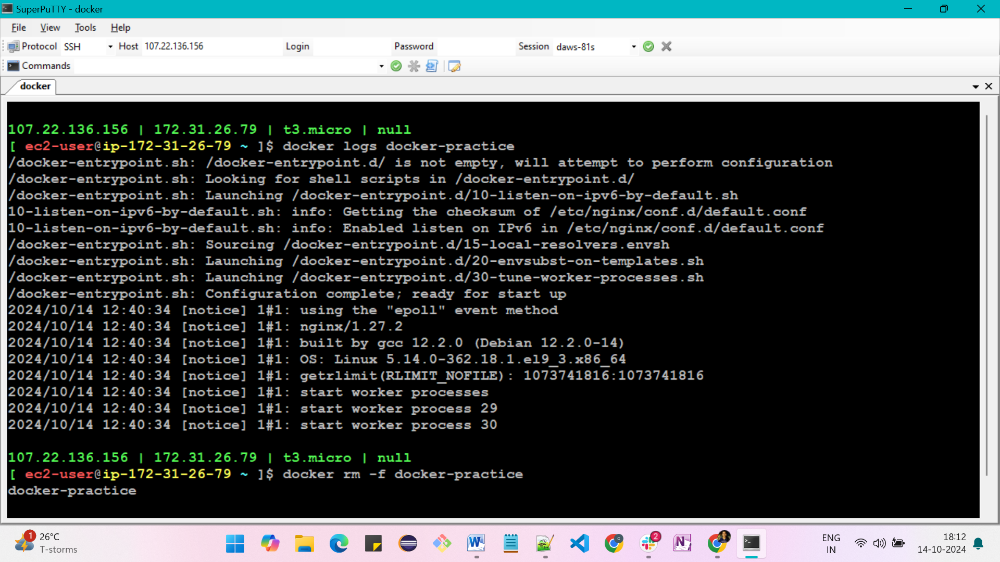 SuperPuTTY - docker
File View Tools Help
Protocol SSH Host 107.22.136.156 Login Password Session daws-81s
Commands
docker
107.22.136.156 | 172.31.26.79 | t3.micro | null
[ ec2-user@ip-172-31-26-79 ~ ]$ docker logs docker-practice
/docker-entrypoint.sh: /docker-entrypoint.d/ is not empty, will attempt to perform configuration
/docker-entrypoint.sh: Looking for shell scripts in /docker-entrypoint.d/
/docker-entrypoint.sh: Launching /docker-entrypoint.d/10-listen-on-ipv6-by-default.sh
10-listen-on-ipv6-by-default.sh: info: Getting the checksum of /etc/nginx/conf.d/default.conf
10-listen-on-ipv6-by-default.sh: info: Enabled listen on IPv6 in /etc/nginx/conf.d/default.conf
/docker-entrypoint.sh: Sourcing /docker-entrypoint.d/15-local-resolvers.envsh
/docker-entrypoint.sh: Launching /docker-entrypoint.d/20-envsubst-on-templates.sh
/docker-entrypoint.sh: Launching /docker-entrypoint.d/30-tune-worker-processes.sh
/docker-entrypoint.sh: Configuration complete; ready for start up
2024/10/14 12:40:34 [notice] 1#1: using the "epoll" event method
2024/10/14 12:40:34 [notice] 1#1: nginx/1.27.2
2024/10/14 12:40:34 [notice] 1#1: built by gcc 12.2.0 (Debian 12.2.0-14)
2024/10/14 12:40:34 [notice] 1#1: OS: Linux 5.14.0-362.18.1.el9_3.x86_64
2024/10/14 12:40:34 [notice] 1#1: getrlimit(RLIMIT_NOFILE): 1073741816:1073741816
2024/10/14 12:40:34 [notice] 1#1: start worker processes
2024/10/14 12:40:34 [notice] 1#1: start worker process 29
2024/10/14 12:40:34 [notice] 1#1: start worker process 30
107.22.136.156 | 172.31.26.79 | t3.micro | null
[ ec2-user@ip-172-31-26-79 ~ ]$ docker rm -f docker-practice
docker-practice
1 26°C
T-storms
2
ENG
IN
18:12
14-10-2024